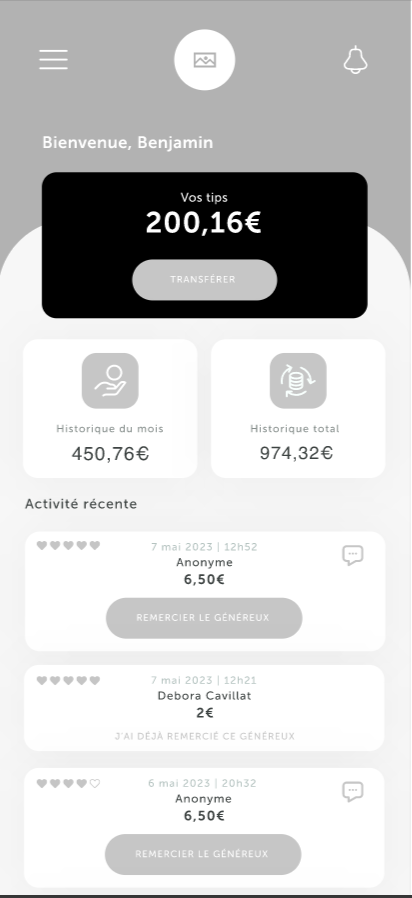 Bienvenue, Benjamin
Vos tips
200,16€
TRANSFÉRER
Historique du mois
450,76€
Historique total
974,32€
Activité récente
7 mai 2023 | 12h52
Anonyme
6,50€
REMERCIER LE GÉNÉREUX
7 mai 2023 | 12h21
Debora Cavillat
2€
J'AI DÉJÀ REMERCIÉ CE GÉNÉREUX
6 mai 2023 | 20h32
Anonyme
6,50€
REMERCIER LE GÉNÉREUX